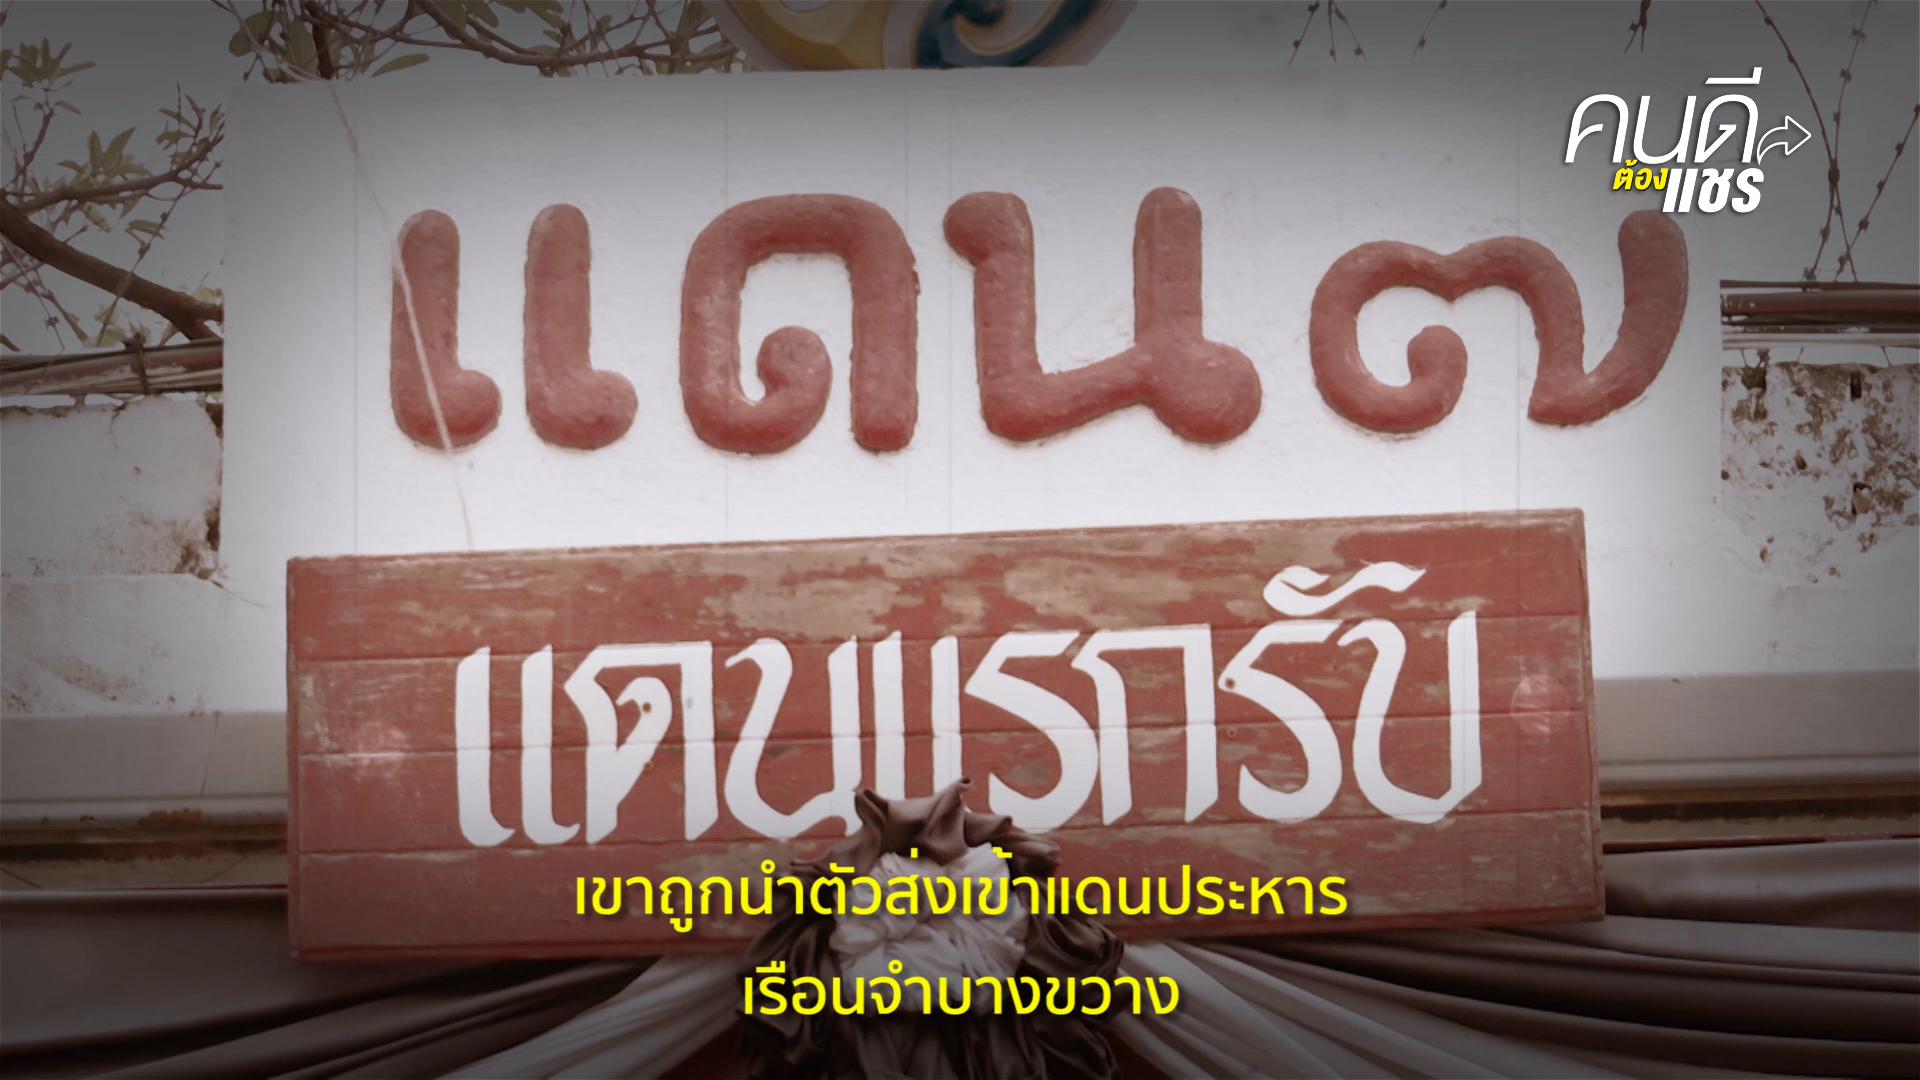 คนดี
ต้อง
แชร์
แดน ๗
แดนแรกรับ
เขาถูกนำตัวส่งเข้าแดนประหาร
เรือนจำบางขวาง